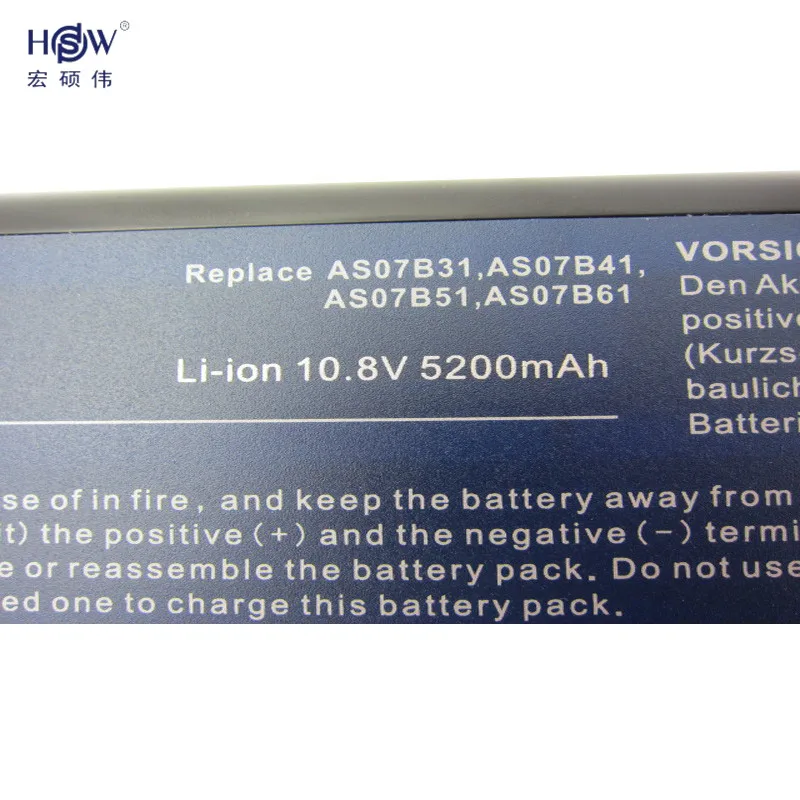 HSW®
宏硕伟
Replace AS07B31,AS07B41,
AS07B51,AS07B61
Li-ion 10.8V 5200mAh
VORSI
Den Ak
positive
(Kurzs
baulich
Batteri
se of in fire, and keep the battery away from
it) the positive (+) and the negative (-) termi
e or reassemble the battery pack. Do not use
ed one to charge this battery pack.